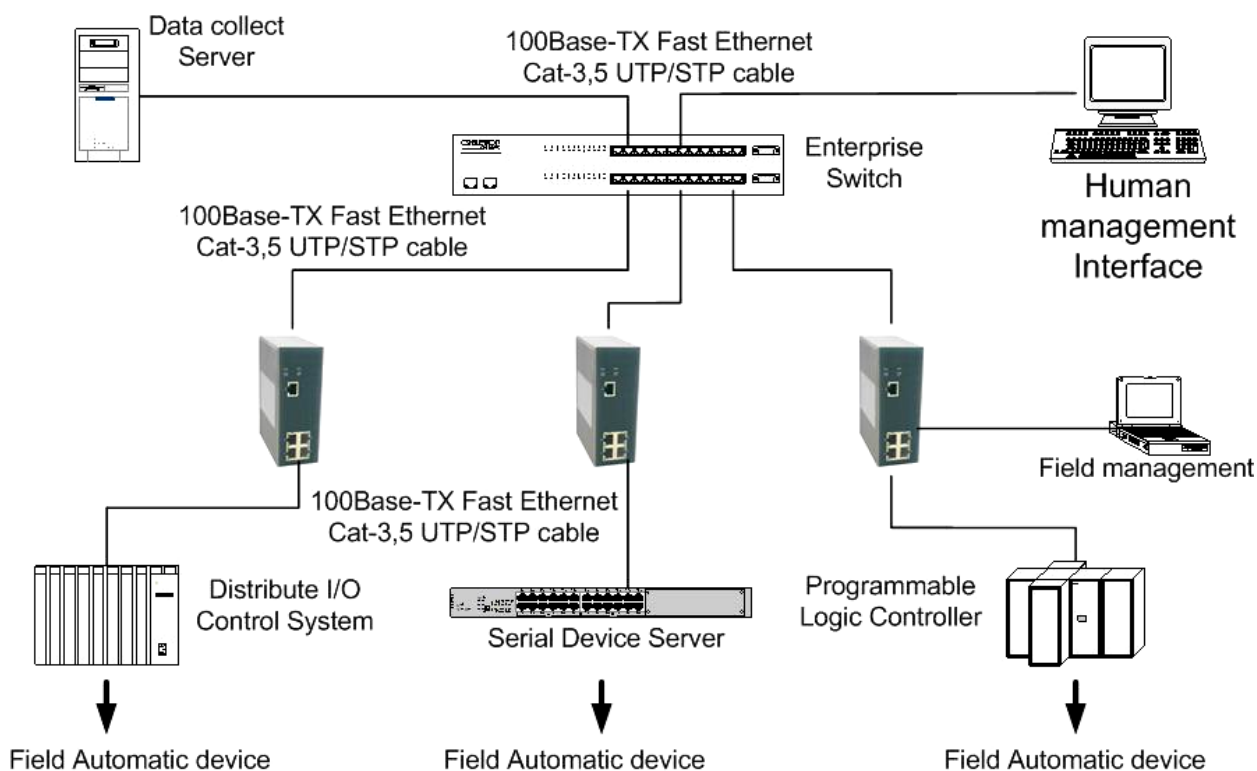 Data collect
Server
100Base-TX Fast Ethernet
Cat-3,5 UTP/STP cable
Enterprise
Switch
Human
management
Interface
100Base-TX Fast Ethernet
Cat-3,5 UTP/STP cable
Field management
100Base-TX Fast Ethernet
Cat-3,5 UTP/STP cable
Distribute I/O
Control System
Serial Device Server
Programmable
Logic Controller
Field Automatic device
Field Automatic device
Field Automatic device